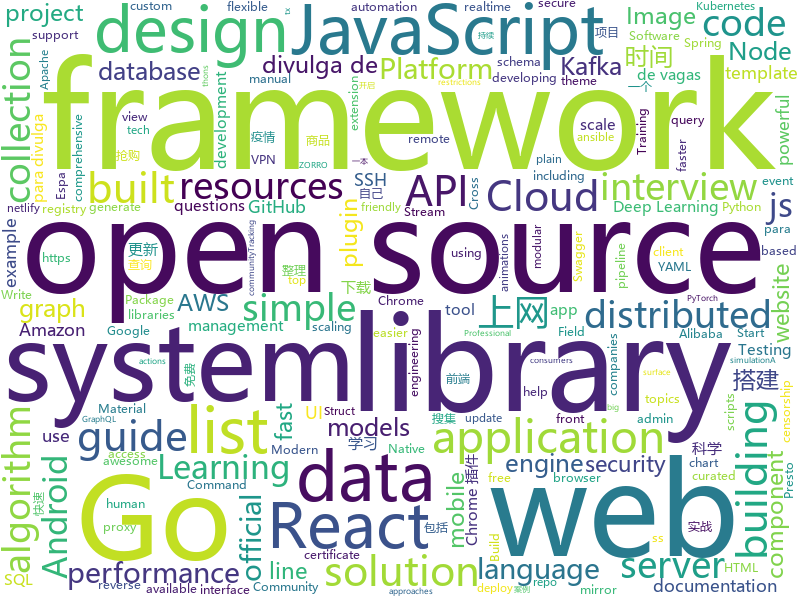 custom
flexible
automation
realtime
secure
Kubernetes
持续
项目
project
support
Apache
design
JavaScript
code
Image
Software
Spring
Node
时间
Platform
Kafka
schema
developing
theme
一个
de vagas
template
database
divulga de
collection
para divulga
comprehensive
development
extension
manual
开启
restrictions
thons
framework
view
tech
抢购
疫情
商品
VPN
ZORRO
一本
remote
scale
Training
query
ansible
faster
plain
including
powerful
Espa
built
resources
API
Cloud
interview
js
netlify
registry
generate
questions
GitHub
SSH
自己
Cross
friendly
Stream
Deep Learning
Python
event
para
example
https
更新
查询
open source
plugin
下载
整理
top
Chrome
using
animations
modular
Swagger
pipeline
client
YAML
based
website
communityTracking
graph
AWS
simple
上网
distributed
Write
Package
libraries
Amazon
Google
management
scaling
easier
tool
app
Field
Start
Testing
Alibaba
PyTorch
搭建
system
library
免费
engineering
Professional
前端
help
companies
simulationA
actions
consumers
surface
big
Material
UI
Struct
models
搜集
update
front
topics
admin
scripts
censorship
algorithm
guide
list
fast
use
学习
GraphQL
Native
Modern
application
科学
chart
curated
Presto
Go
data
web
building
component
Android
Learning
official
awesome
Command
access
React
mobile
Chrome 插件
engine
security
browser
free
Build
deploy
SQL
快速
human
proxy
performance
line
solution
certificate
包括
ss
language
server
实战
repo
HTML
documentation
reverse
available
interface
Community
approaches
案例
mirror